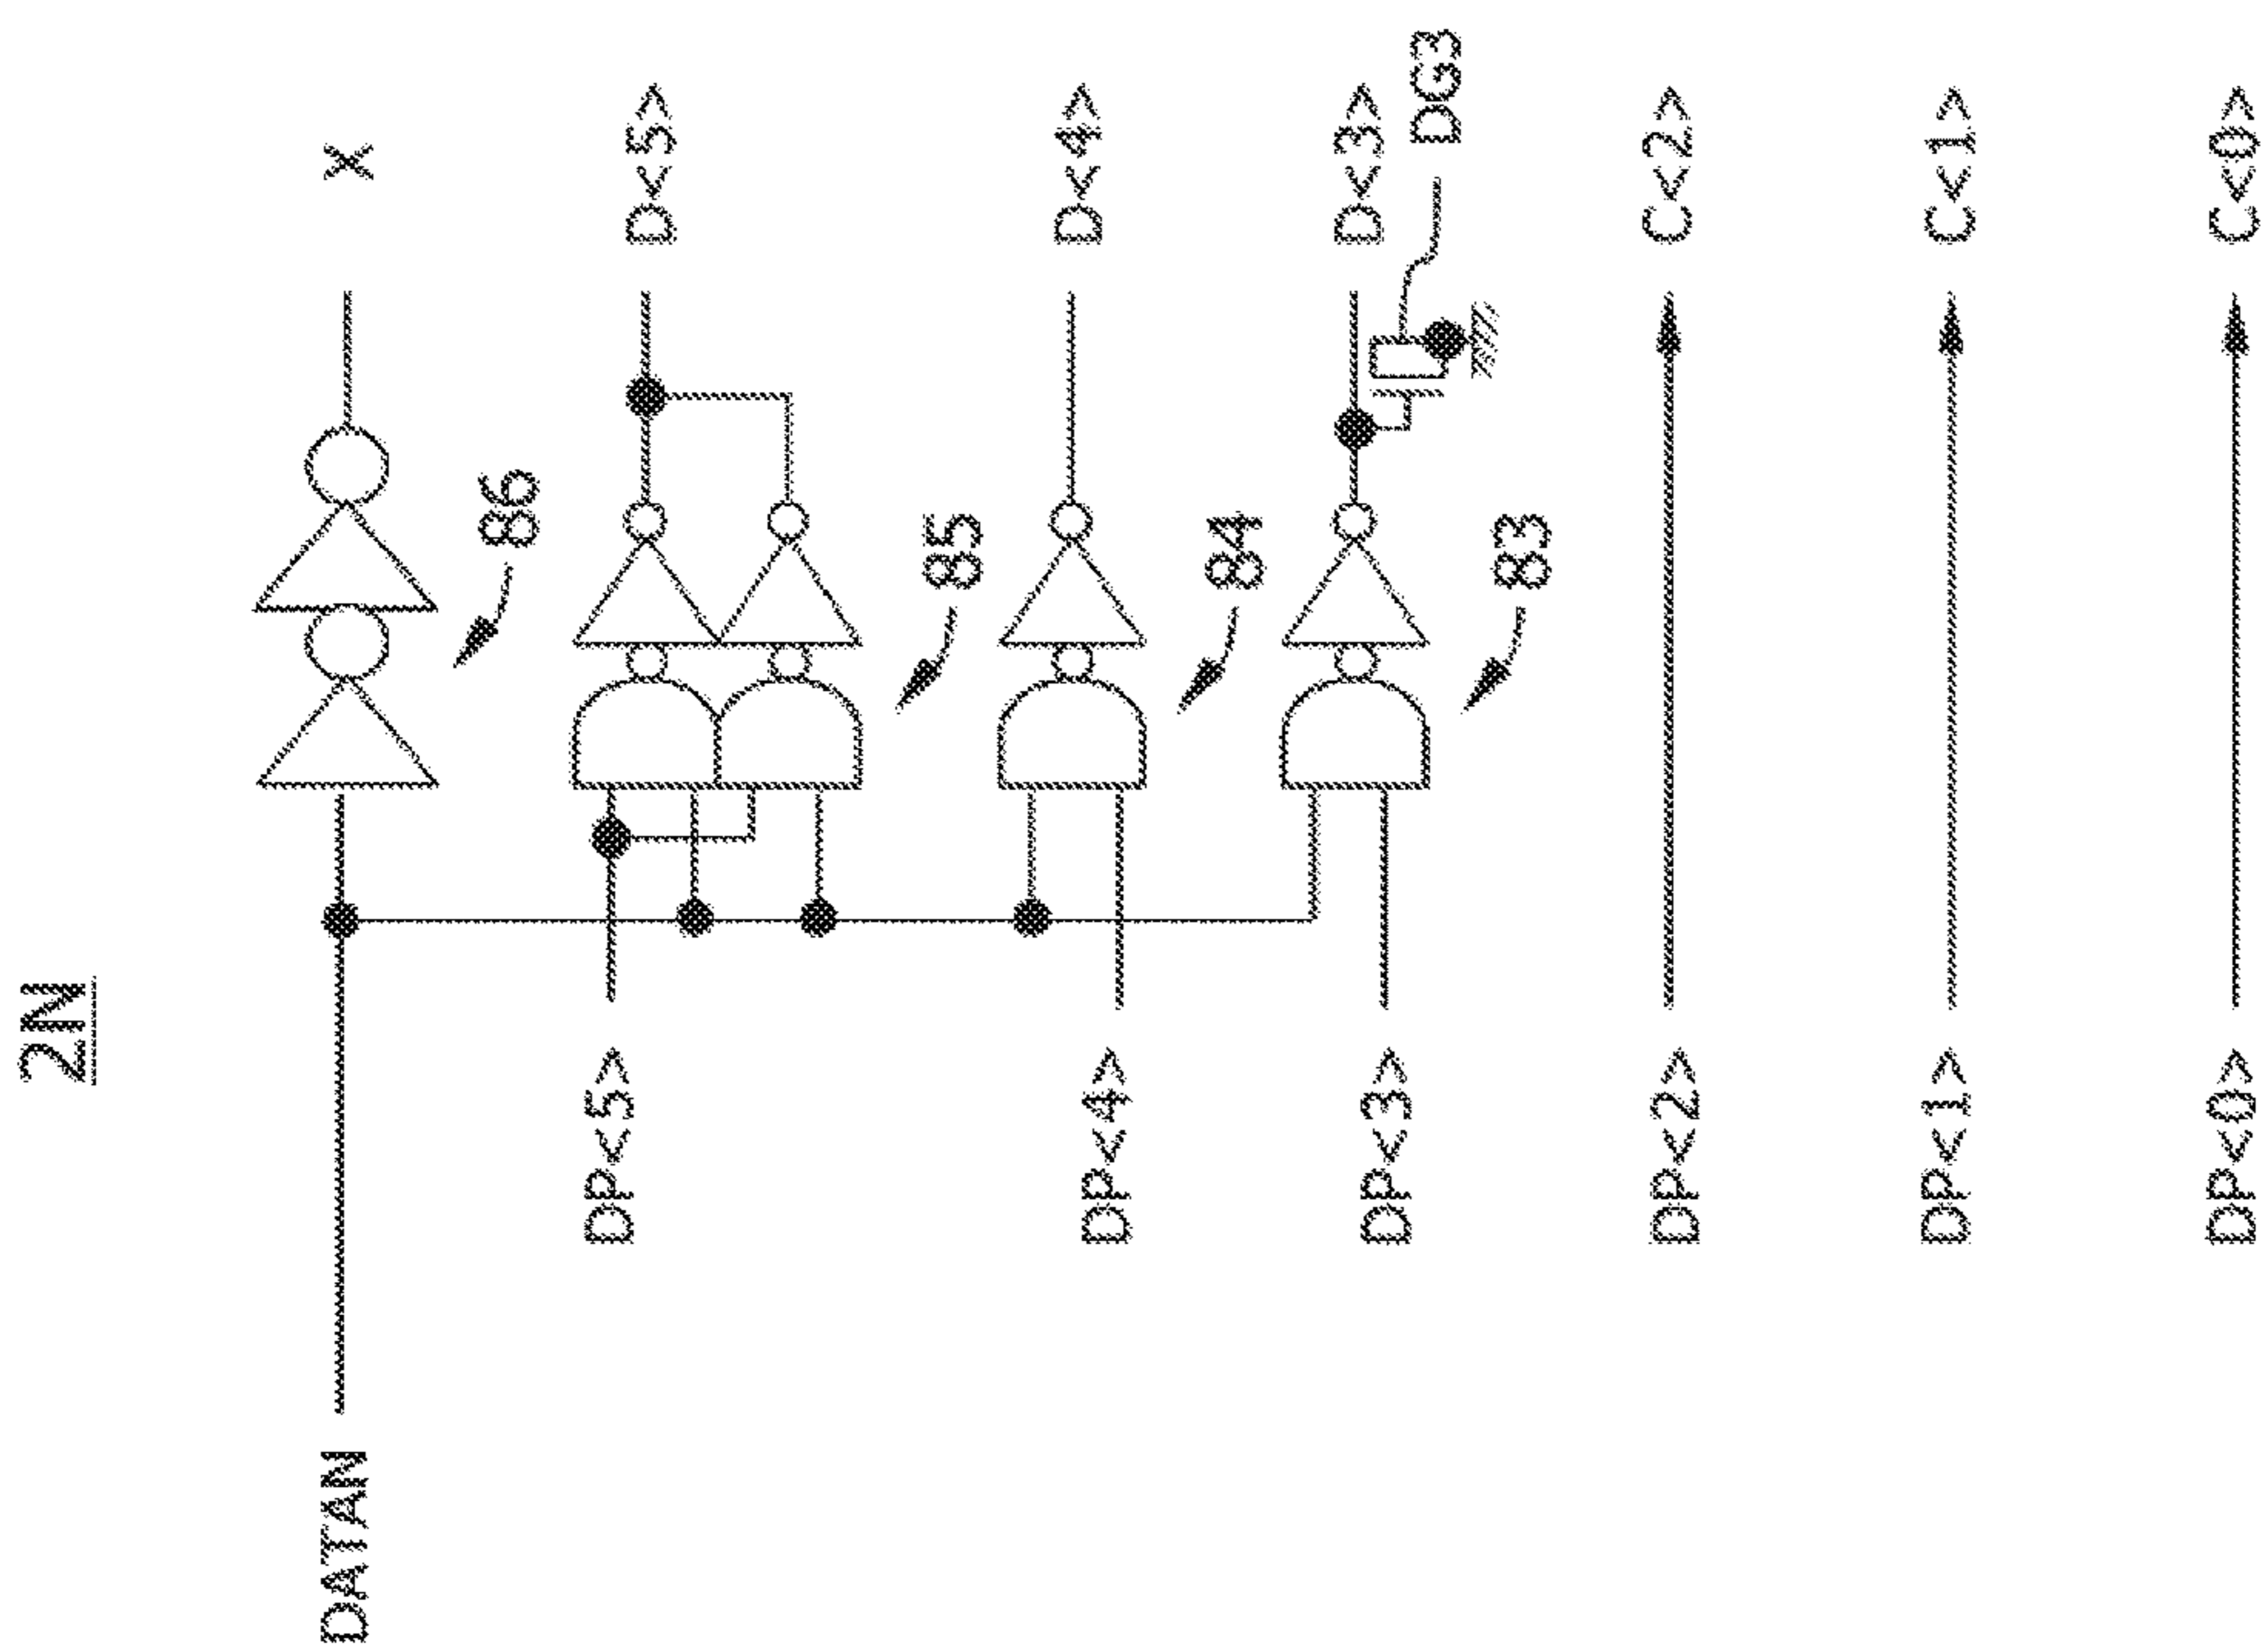 2N
DATAN
X
86
DP<5>
D<5>
85
DP<4>
D<4>
84
DP<3>
D<3>
DG3
83
DP<2>
C<2>
DP<1>
C<1>
DP<0>
C<0>